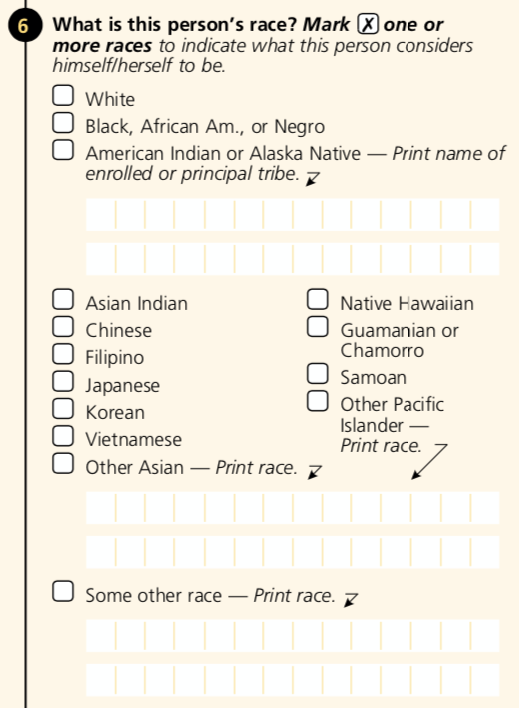 6 What is this person's race? Mark X one or
more races to indicate what this person considers
himself/herself to be.
White
Black, African Am., or Negro
American Indian or Alaska Native — Print name of
enrolled or principal tribe.
Asian Indian
Chinese
Filipino
Japanese
Korean
Vietnamese
Other Asian — Print race.
Native Hawaiian
Guamanian or
Chamorro
Samoan
Other Pacific
Islander —
Print race.
Some other race — Print race.